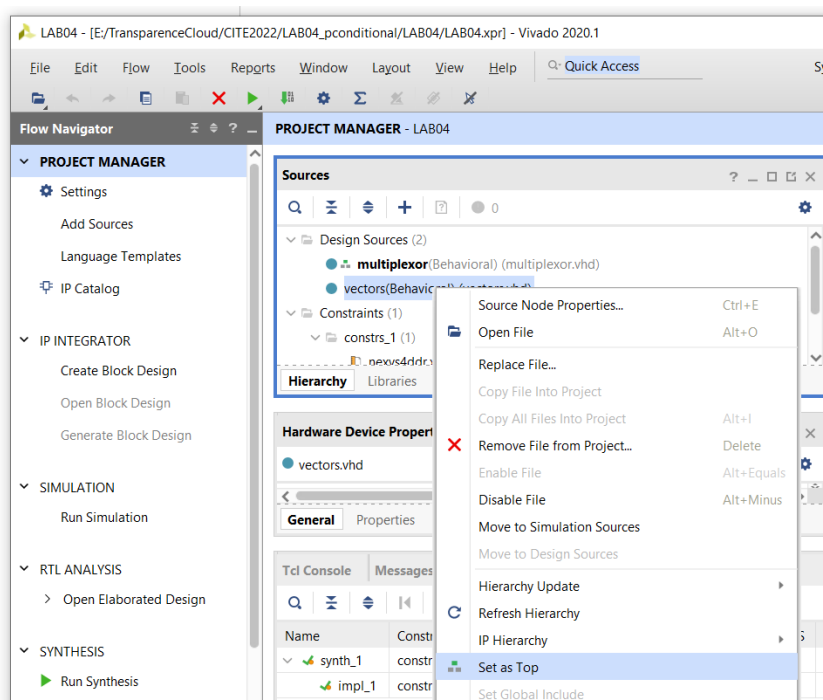 LAB04 - [E:/TransparenceCloud/CITE2022/LAB04_pconditional/LAB04/LAB04.xpr] - Vivado 2020.1
File Edit Flow Tools Reports Window Layout View Help Quick Access
Flow Navigator
PROJECT MANAGER
Settings
Add Sources
Language Templates
IP Catalog
IP INTEGRATOR
Create Block Design
Open Block Design
Generate Block Design
SIMULATION
Run Simulation
RTL ANALYSIS
Open Elaborated Design
SYNTHESIS
Run Synthesis
PROJECT MANAGER - LAB04
Sources
0
Design Sources (2)
multiplexor(Behavioral) (multiplexor.vhd)
vectors(Behavioral) (vectors.vhd)
Constraints (1)
constrs_1 (1)
Hierarchy Libraries
Hardware Device Propert
vectors.vhd
General Properties
Tcl Console Messages
Name Constr
synth_1 constr
impl_1 constr
Source Node Properties... Ctrl+E
Open File Alt+O
Replace File...
Copy File Into Project
Copy All Files Into Project Alt+I
Remove File from Project... Delete
Enable File Alt+Equals
Disable File Alt+Minus
Move to Simulation Sources
Move to Design Sources
Hierarchy Update
Refresh Hierarchy
IP Hierarchy
Set as Top
Set Global Include